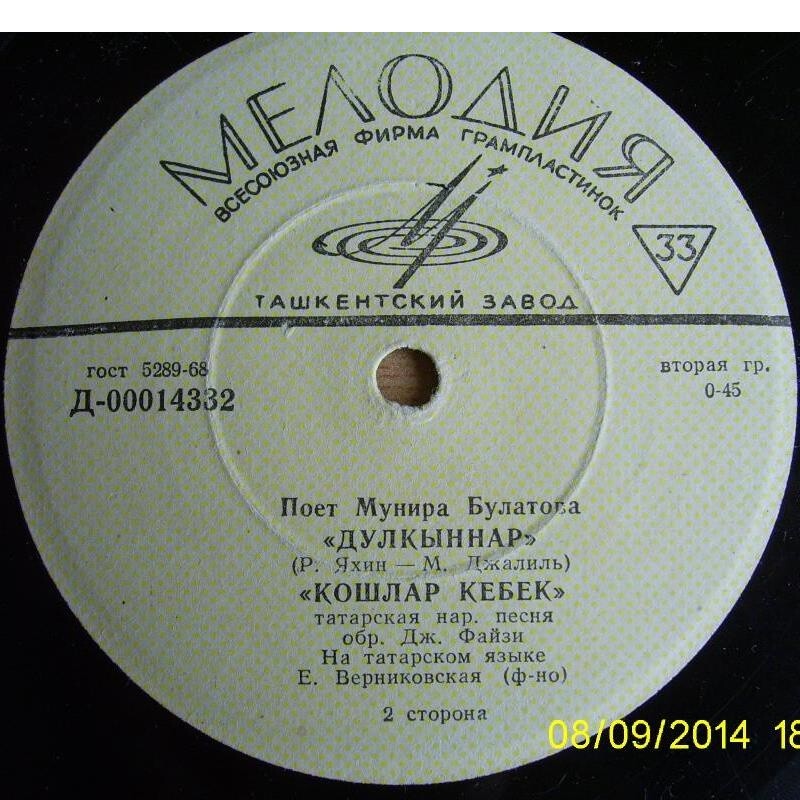 МЕЛОДИЯ
ВСЕСОЮЗНАЯ ФИРМА ГРАМПЛАСТИНОК
33
ТАШКЕНТСКИЙ ЗАВОД
гост 5289-68
Д-00014332
вторая гр.
0-45
Поет Мунира Булатова
«ДУЛКЫННАР»
(Р. Яхин — М. Джалиль)
«КОШЛАР КЕБЕК»
татарская нар. песня
обр. Дж. Файзи
На татарском языке
Е. Верниковская (ф-но)
2 сторона
08/09/2014 18